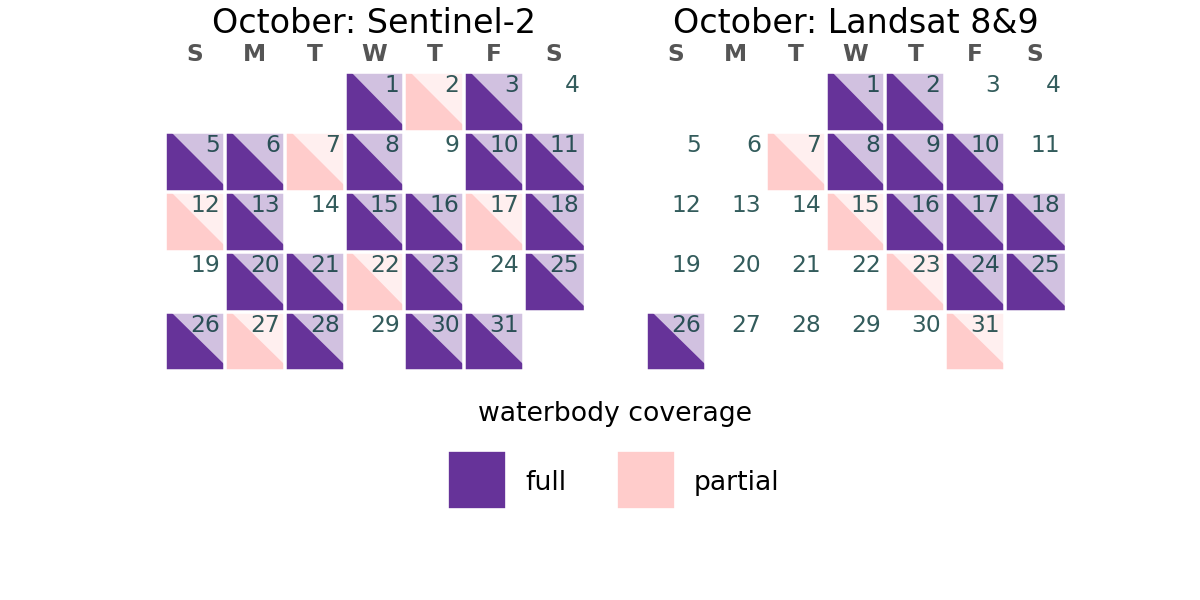 October: Sentinel-2
S M T W T F S
1 2 3 4
5 6 7 8 9 10 11
12 13 14 15 16 17 18
19 20 21 22 23 24 25
26 27 28 29 30 31
October: Landsat 8&9
S M T W T F S
1 2 3 4
5 6 7 8 9 10 11
12 13 14 15 16 17 18
19 20 21 22 23 24 25
26 27 28 29 30 31
waterbody coverage
full partial